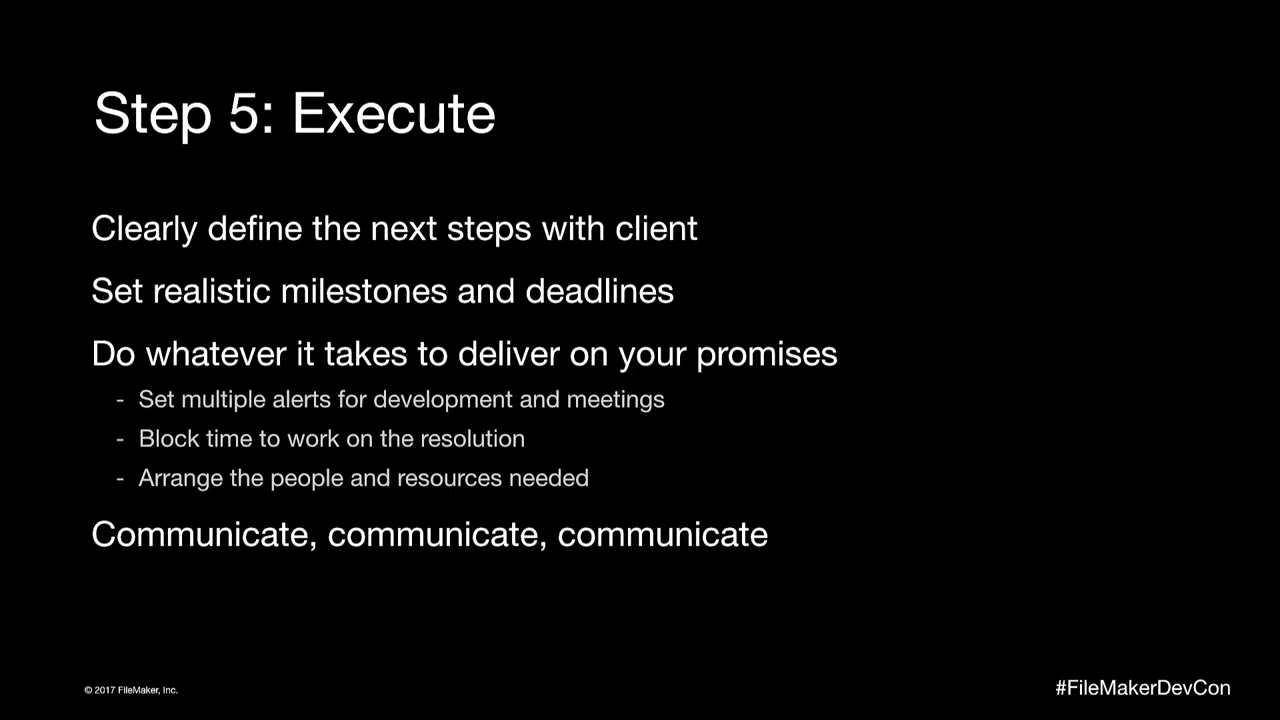 Step 5: Execute
Clearly define the next steps with client
Set realistic milestones and deadlines
Do whatever it takes to deliver on your promises
- Set multiple alerts for development and meetings
- Block time to work on the resolution
- Arrange the people and resources needed
Communicate, communicate, communicate
© 2017 FileMaker, Inc.
#FileMakerDevCon